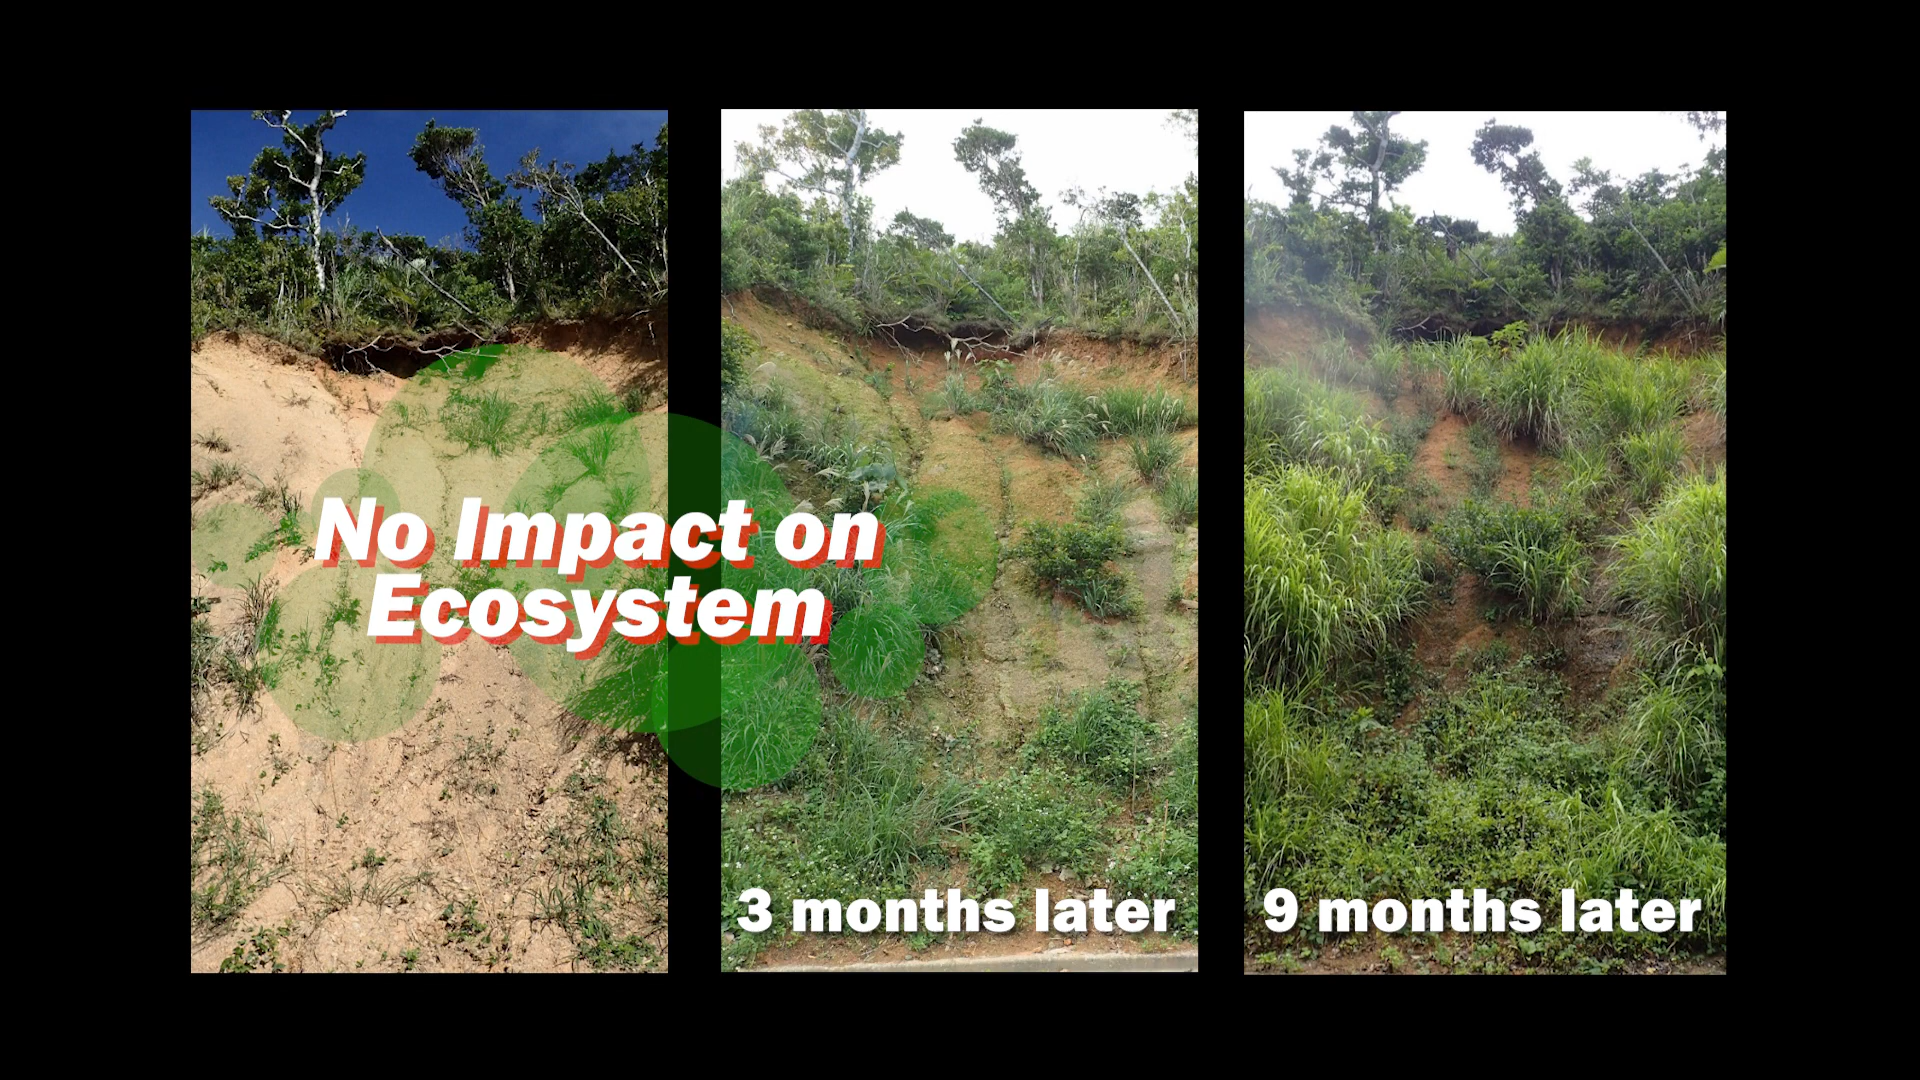 No Impact on
Ecosystem
3 months later
9 months later